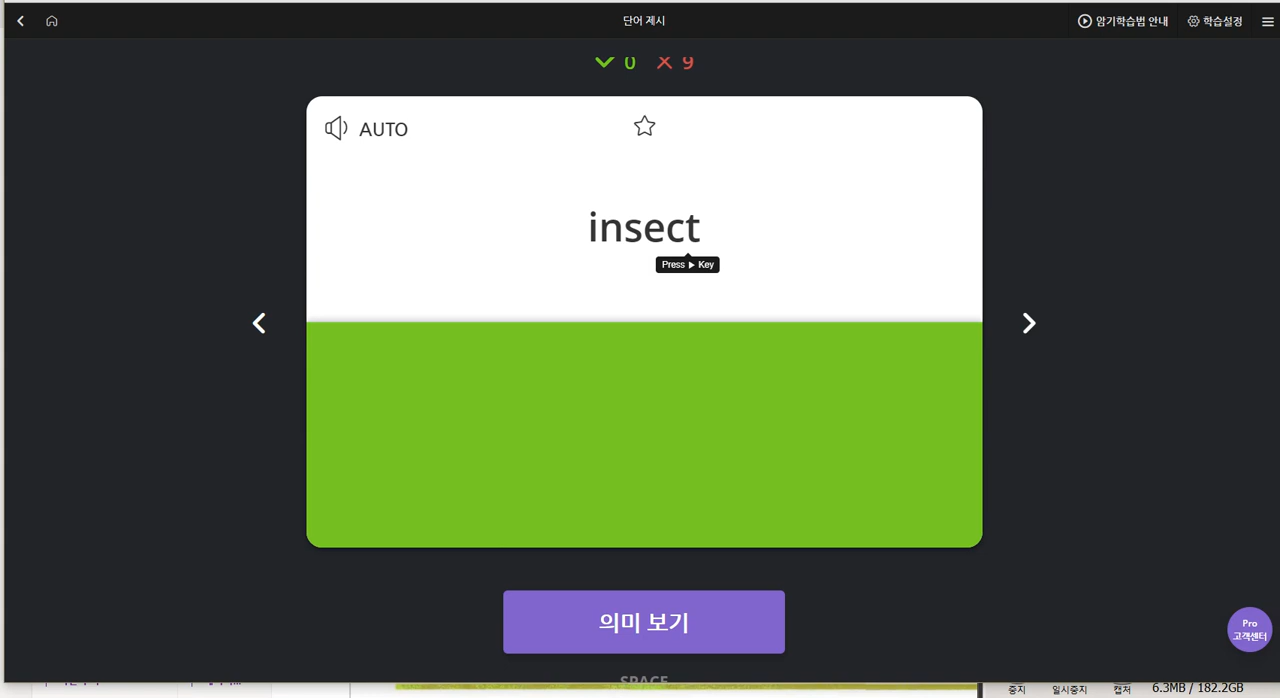 단어 제시
암기학습법 안내
학습설정
0 9
AUTO
insect
Press ▶ Key
의미 보기
Pro
고객센터
SPACE
중지 일시중지 캡처 6.3MB / 182.2GB